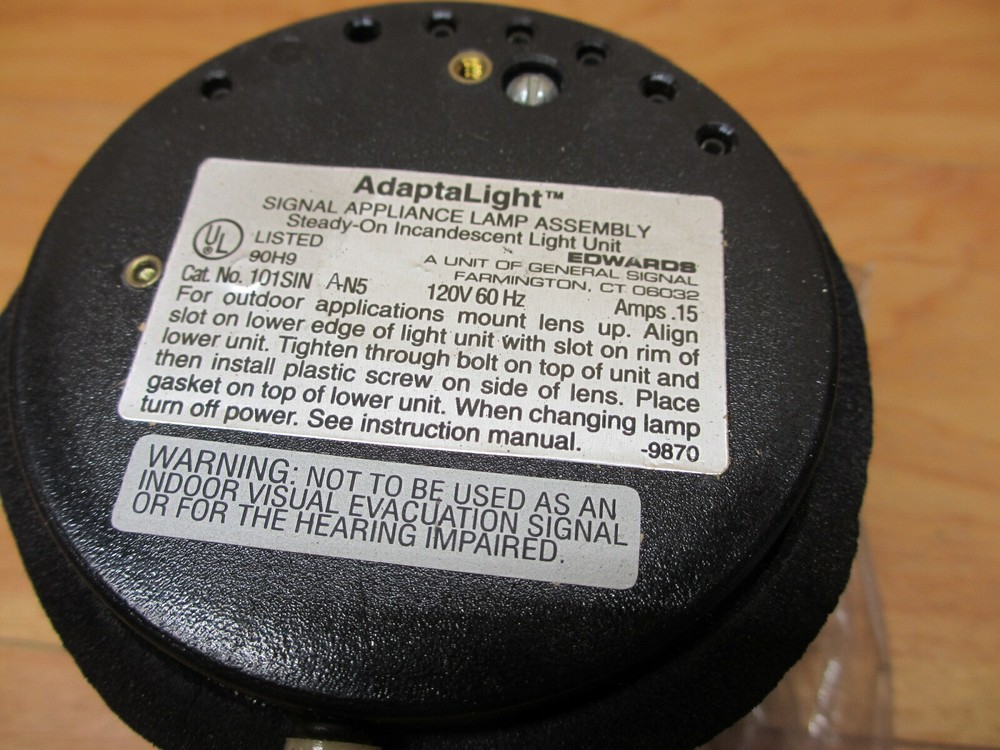 AdaptaLight™
SIGNAL APPLIANCE LAMP ASSEMBLY
Steady-On Incandescent Light Unit
UL
®
LISTED
90H9
EDWARDS
A UNIT OF GENERAL SIGNAL
FARMINGTON, CT 06032
Cat. No. 101SIN A-N5 120V 60 Hz Amps .15
For outdoor applications mount lens up. Align
slot on lower edge of light unit with slot on rim of
lower unit. Tighten through bolt on top of unit and
then install plastic screw on side of lens. Place
gasket on top of lower unit. When changing lamp
turn off power. See instruction manual. -9870
WARNING: NOT TO BE USED AS AN
INDOOR VISUAL EVACUATION SIGNAL
OR FOR THE HEARING IMPAIRED.